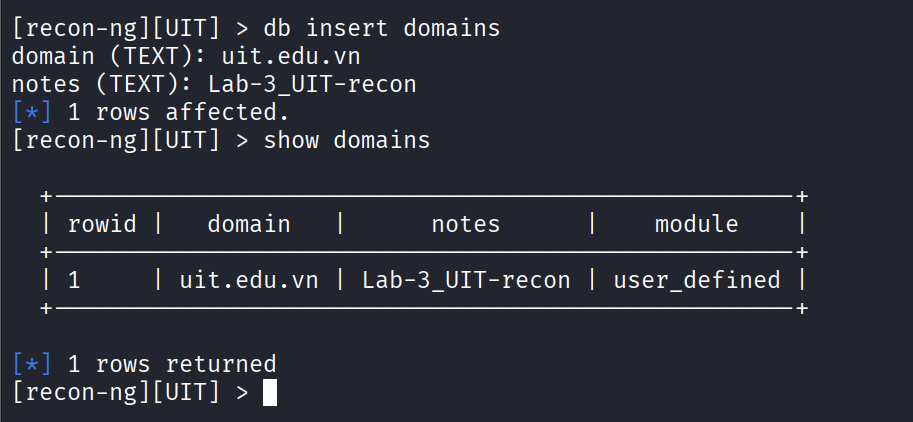 [recon-ng][UIT] > db insert domains
domain (TEXT): uit.edu.vn
notes (TEXT): Lab-3_UIT-recon
[*] 1 rows affected.
[recon-ng][UIT] > show domains
+------------------------------------------------------+
| rowid |   domain   |      notes      |    module    |
+------------------------------------------------------+
| 1     | uit.edu.vn | Lab-3_UIT-recon | user_defined |
+------------------------------------------------------+
[*] 1 rows returned
[recon-ng][UIT] >